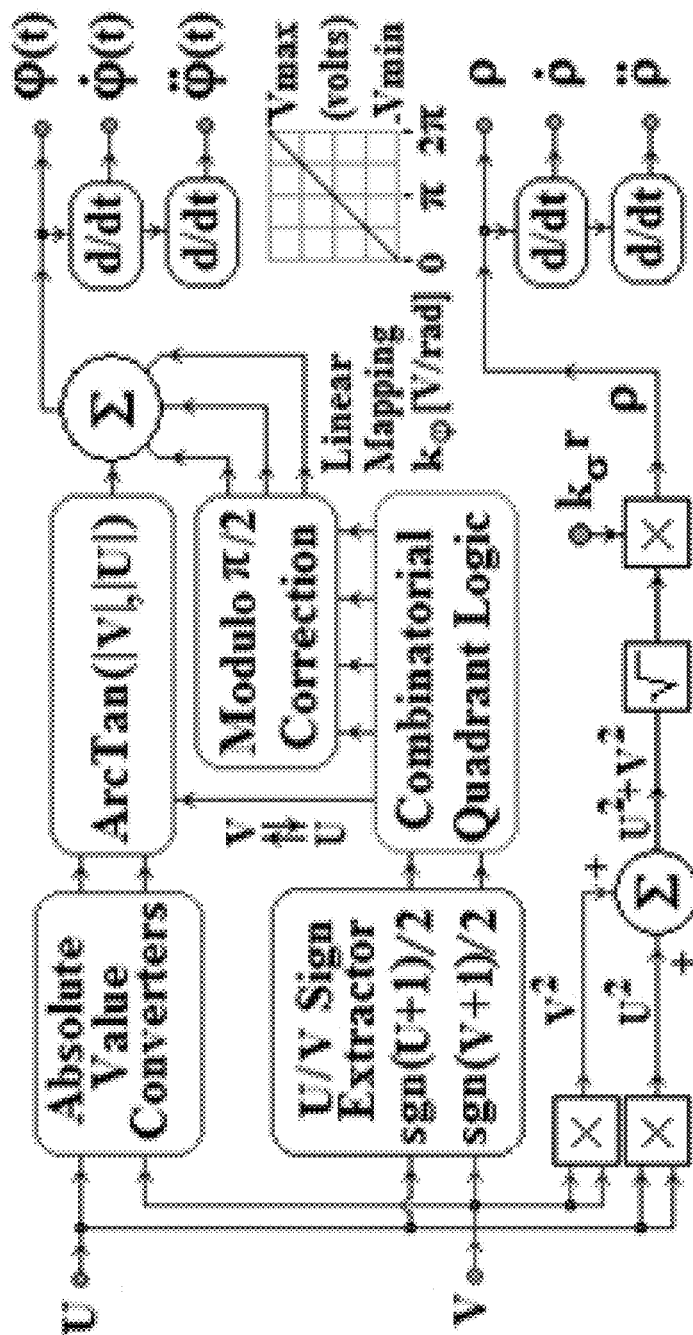 U
V
Absolute
Value
Converters
ArcTan(|V|,|U|)
Σ
φ(t)
d/dt
φ̇(t)
d/dt
φ̈(t)
U/V Sign
Extractor
sgn(U+1)/2
sgn(V+1)/2
V
U
Modulo π/2
Correction
Combinatorial
Quadrant Logic
Linear
Mapping
kφ[V/rad]
Vmax
(volts)
-Vmin
0 π 2π
V²
U²
×
×
+
+
Σ
U²+V²
√
×
kσr
ρ
ρ
d/dt
ρ̇
d/dt
ρ̈